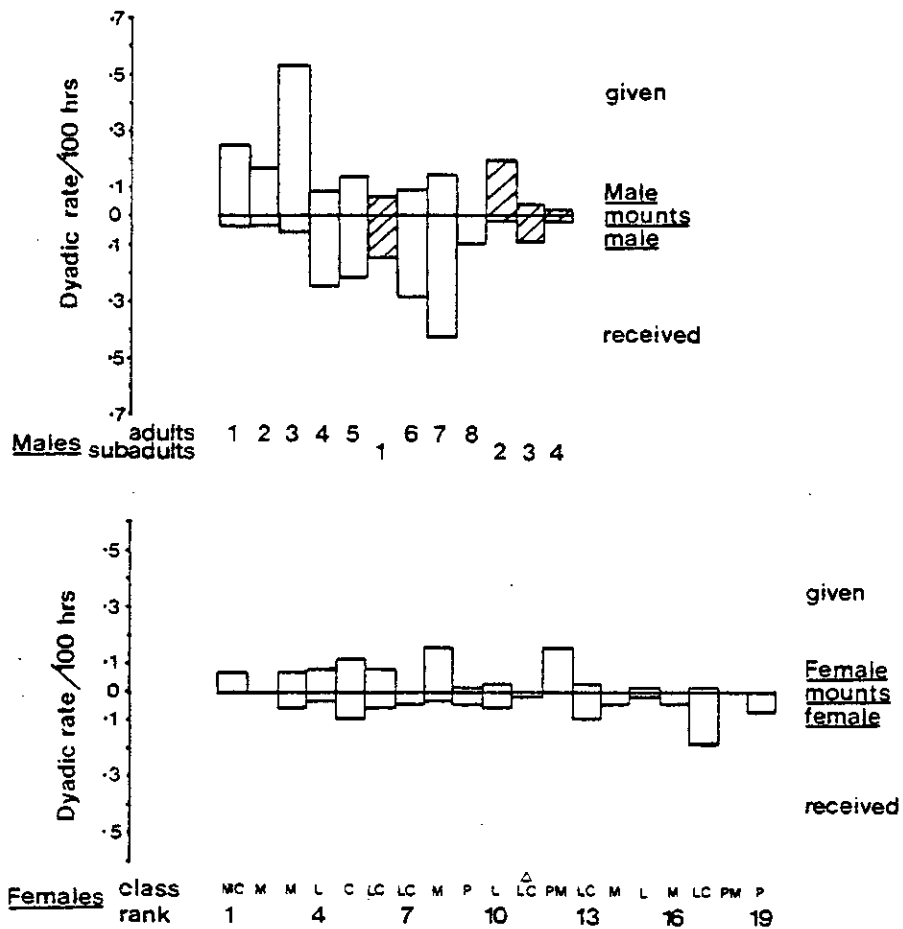 ·7
·5
given
·3
Dyadic rate/100 hrs
·1
Male
0
mounts
·1
male
·3
received
·5
·7
Males adults 1 2 3 4 5 6 7 8
subadults 1 2 3 4
·5
given
·3
Dyadic rate/100 hrs
·1
Female
0
mounts
·1
female
·3
received
·5
Δ
Females class MC M M L C LC LC M P L LC PM LC M L M LC PM P
rank 1 4 7 10 13 16 19